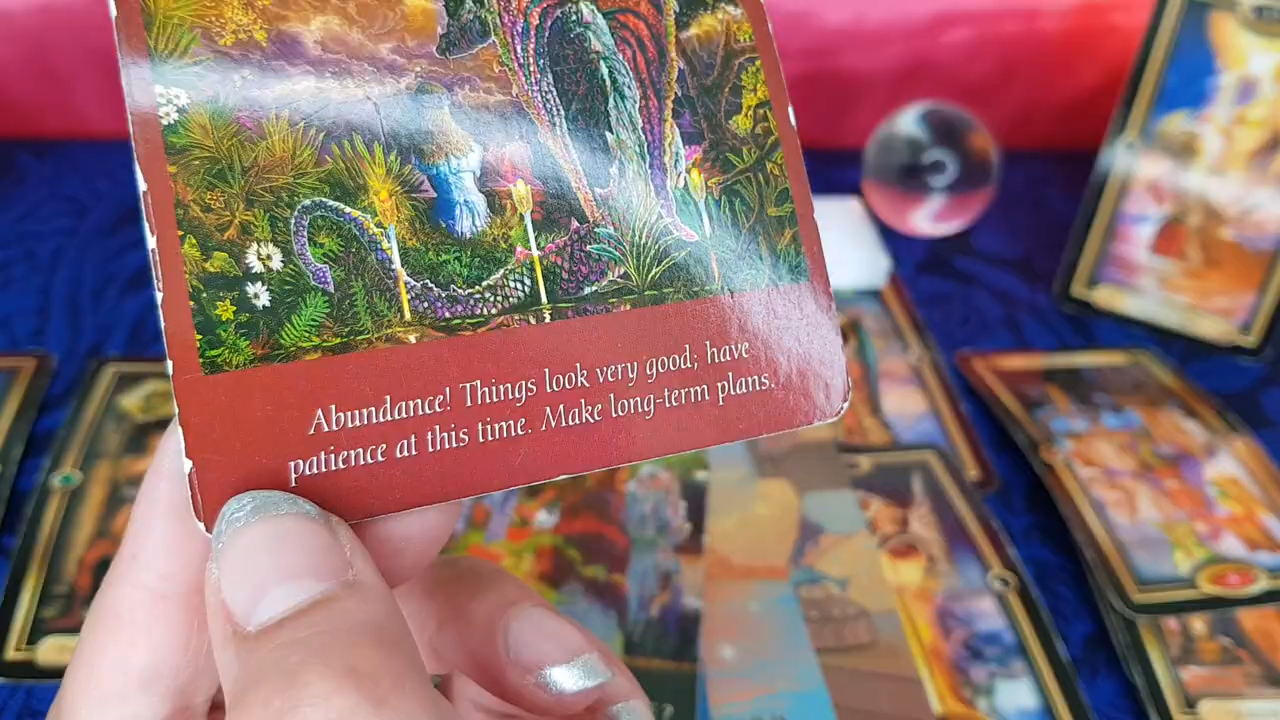 Abundance! Things look very good; have
patience at this time. Make long-term plans.